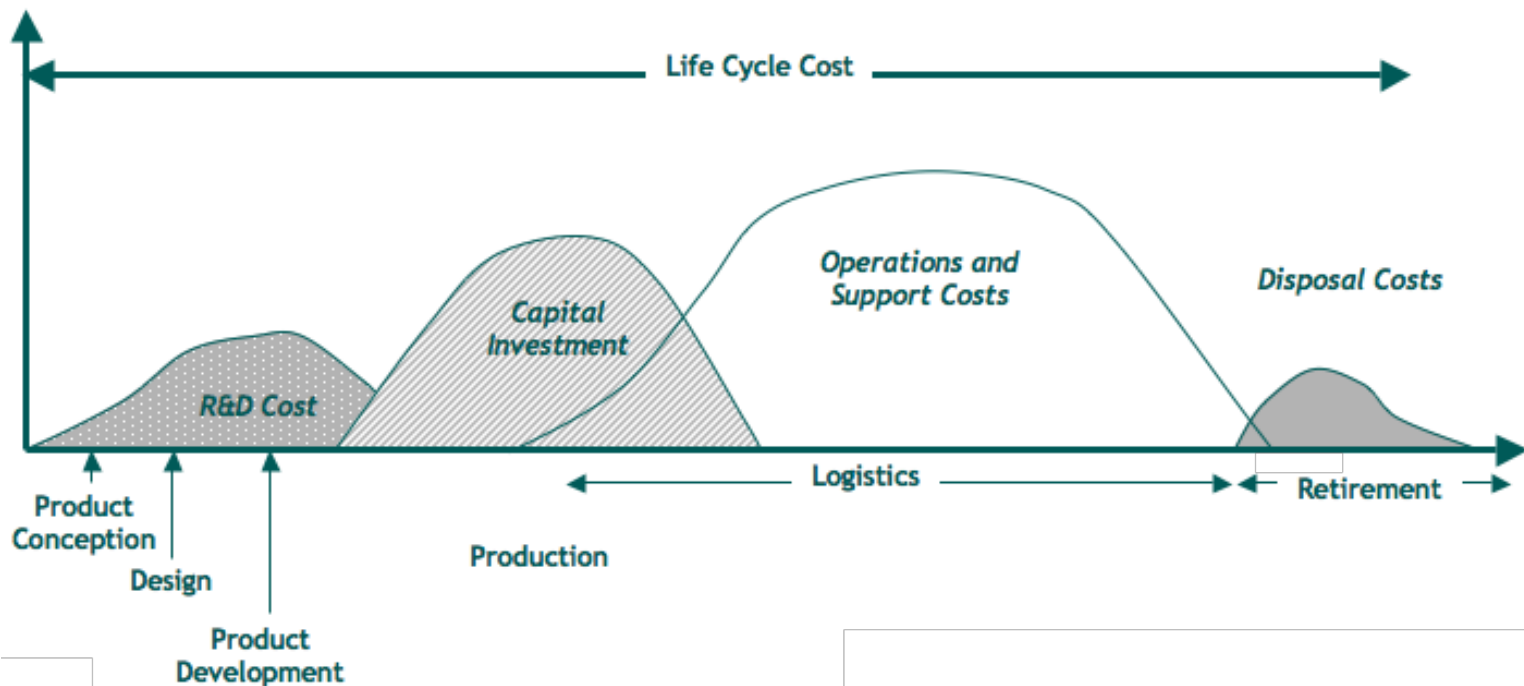 Life Cycle Cost
Operations and
Support Costs
Disposal Costs
Capital
Investment
R&D Cost
Logistics
Retirement
Product
Conception
Production
Design
Product
Development